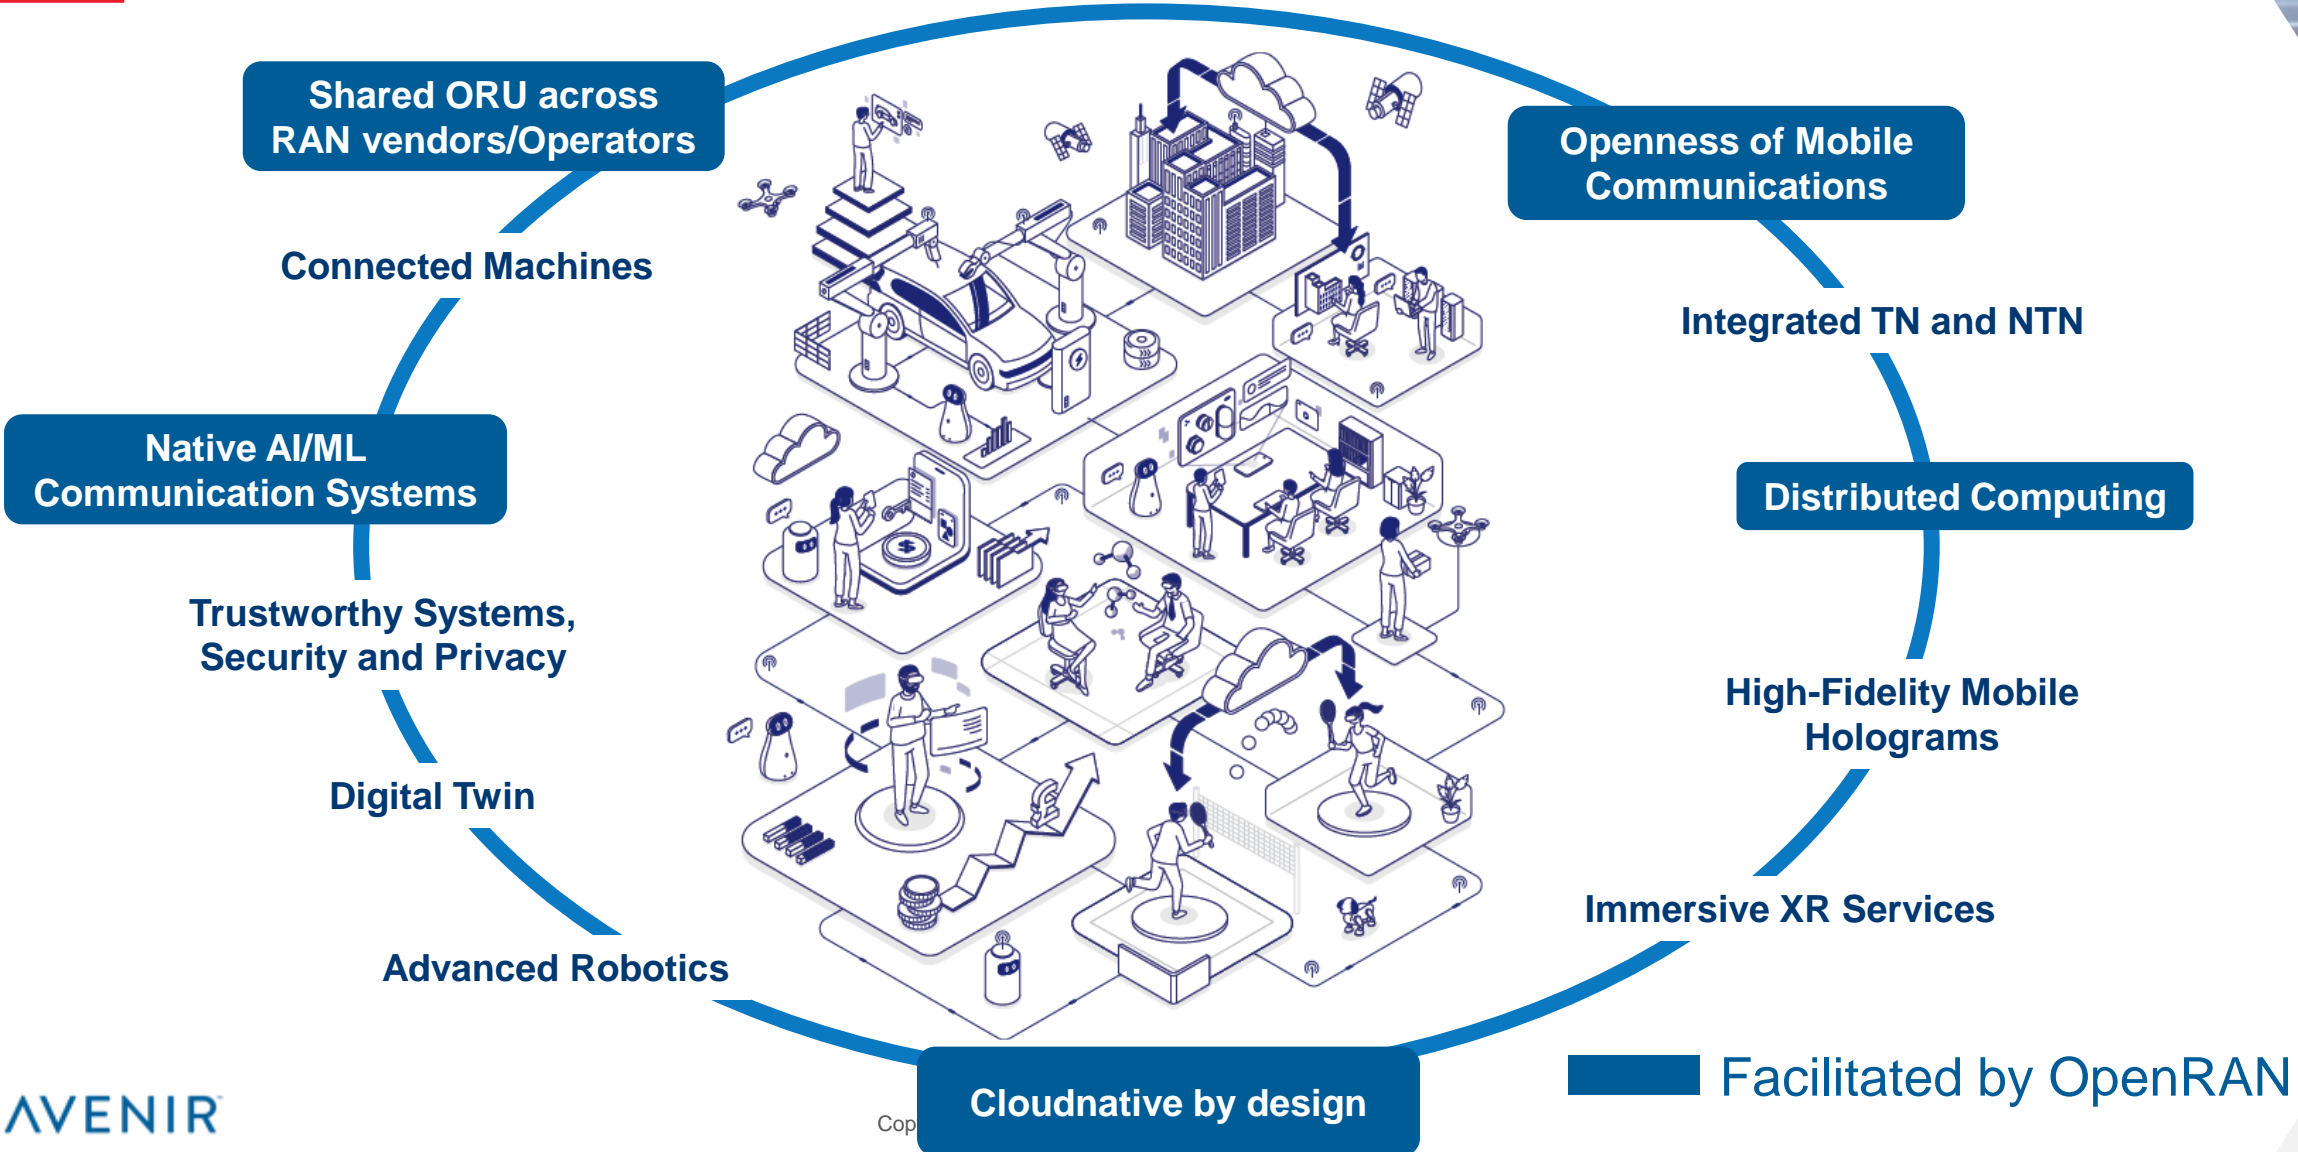 Shared ORU across
RAN vendors/Operators
Openness of Mobile
Communications
Connected Machines
Integrated TN and NTN
Native AI/ML
Communication Systems
Distributed Computing
Trustworthy Systems,
Security and Privacy
High-Fidelity Mobile
Holograms
Digital Twin
Immersive XR Services
Advanced Robotics
Cloudnative by design
Facilitated by OpenRAN
AVENIR
Cop